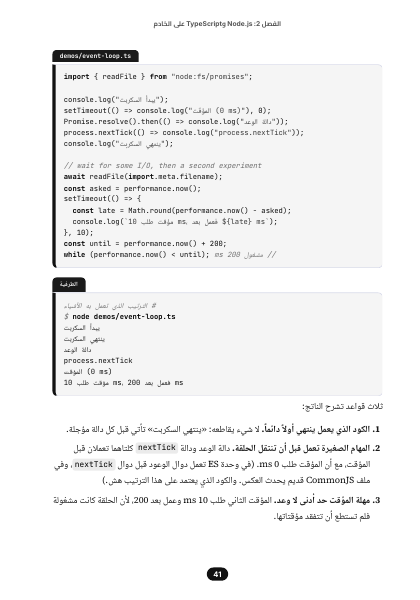 الفصل 2: Node.js وTypeScript على الخادم
demos/event-loop.ts
import { readFile } from "node:fs/promises";
console.log("يبدأ السكربت");
setTimeout(() => console.log("المؤقت (0 ms)"), 0);
Promise.resolve().then(() => console.log("دالة الوعد"));
process.nextTick(() => console.log("process.nextTick"));
console.log("ينتهي السكربت");
// wait for some I/O, then a second experiment
await readFile(import.meta.filename);
const asked = performance.now();
setTimeout(() => {
const late = Math.round(performance.now() - asked);
console.log(`مؤقت طلب 10 ms، فعمل بعد ${late} ms`);
}, 10);
const until = performance.now() + 200;
while (performance.now() < until); // مشغول 200 ms
الطرفية
# الترتيب الذي تعمل به الأشياء
$ node demos/event-loop.ts
يبدأ السكربت
ينتهي السكربت
دالة الوعد
process.nextTick
المؤقت (0 ms)
مؤقت طلب 10 ms، فعمل بعد 200 ms
ثلاث قواعد تشرح الناتج:
1. الكود الذي يعمل ينتهي أولاً دائماً. لا شيء يقاطعه: «ينتهي السكربت» تأتي قبل كل دالة مؤجلة.
2. المهام الصغيرة تعمل قبل أن تنتقل الحلقة. دالة الوعد ودالة nextTick كلتاهما تعملان قبل
المؤقت، مع أن المؤقت طلب 0 ms. (في وحدة ES تعمل دوال الوعود قبل دوال nextTick، وفي
ملف CommonJS قديم يحدث العكس. والكود الذي يعتمد على هذا الترتيب هش.)
3. مهلة المؤقت حد أدنى لا وعد. المؤقت الثاني طلب 10 ms وعمل بعد 200، لأن الحلقة كانت مشغولة
فلم تستطع أن تتفقد مؤقتاتها.
41